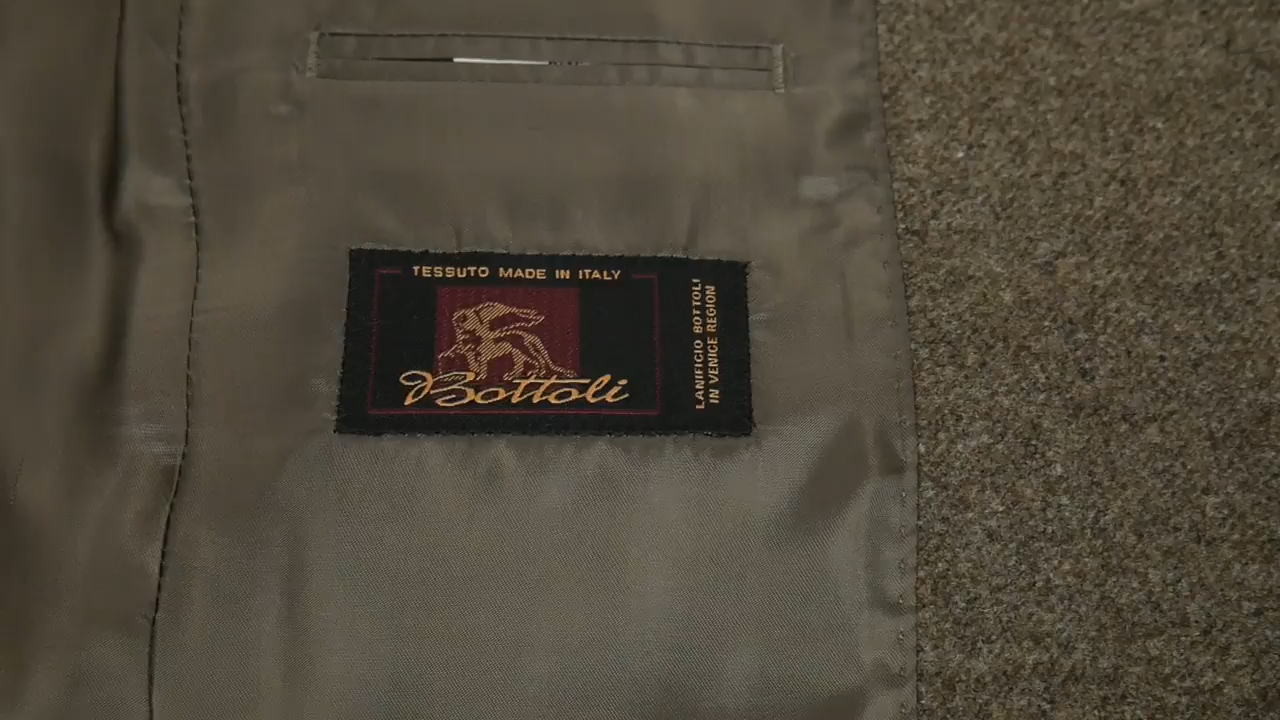 TESSUTO MADE IN ITALY
Bottoli
LANIFICIO BOTTOLI
IN VENICE REGION